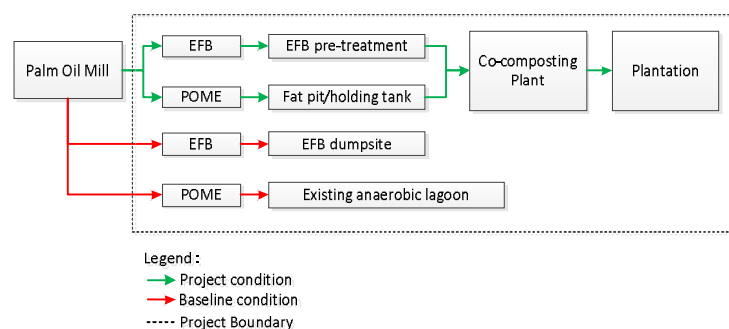 EFB
EFB pre-treatment
Palm Oil Mill
Co-composting
Plant
Plantation
POME
Fat pit/holding tank
EFB
EFB dumpsite
POME
Existing anaerobic lagoon
Legend :
Project condition
Baseline condition
Project Boundary